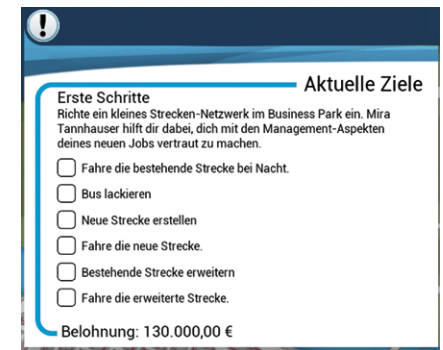 Aktuelle Ziele
Erste Schritte
Richte ein kleines Strecken-Netzwerk im Business Park ein. Mira
Tannhauser hilft dir dabei, dich mit den Management-Aspekten
deines neuen Jobs vertraut zu machen.
Fahre die bestehende Strecke bei Nacht.
Bus lackieren
Neue Strecke erstellen
Fahre die neue Strecke.
Bestehende Strecke erweitern
Fahre die erweiterte Strecke.
Belohnung: 130.000,00 €